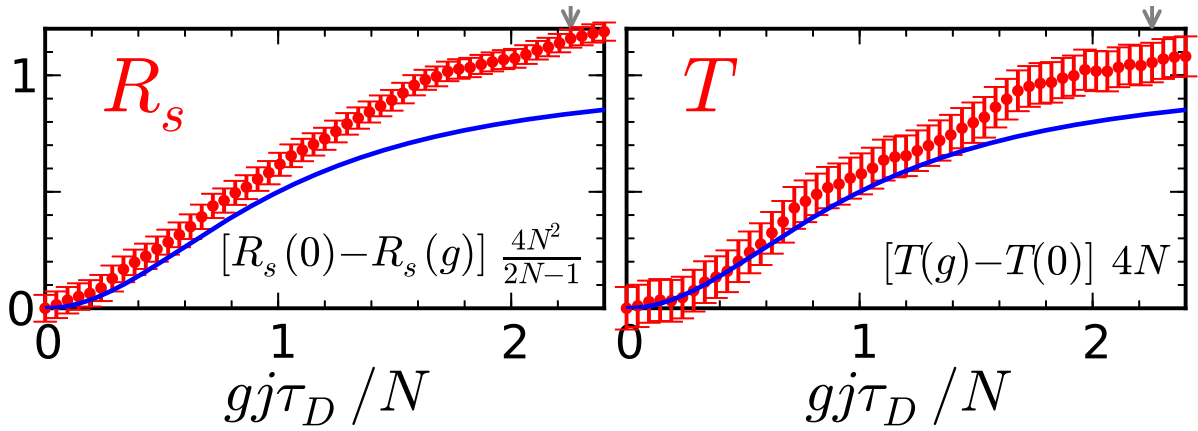 R_s
1
[R_s(0)−R_s(g)] 4N²/2N−1
0
0 1 2
gjτ_D/N
T
[T(g)−T(0)] 4N
0 1 2
gjτ_D/N